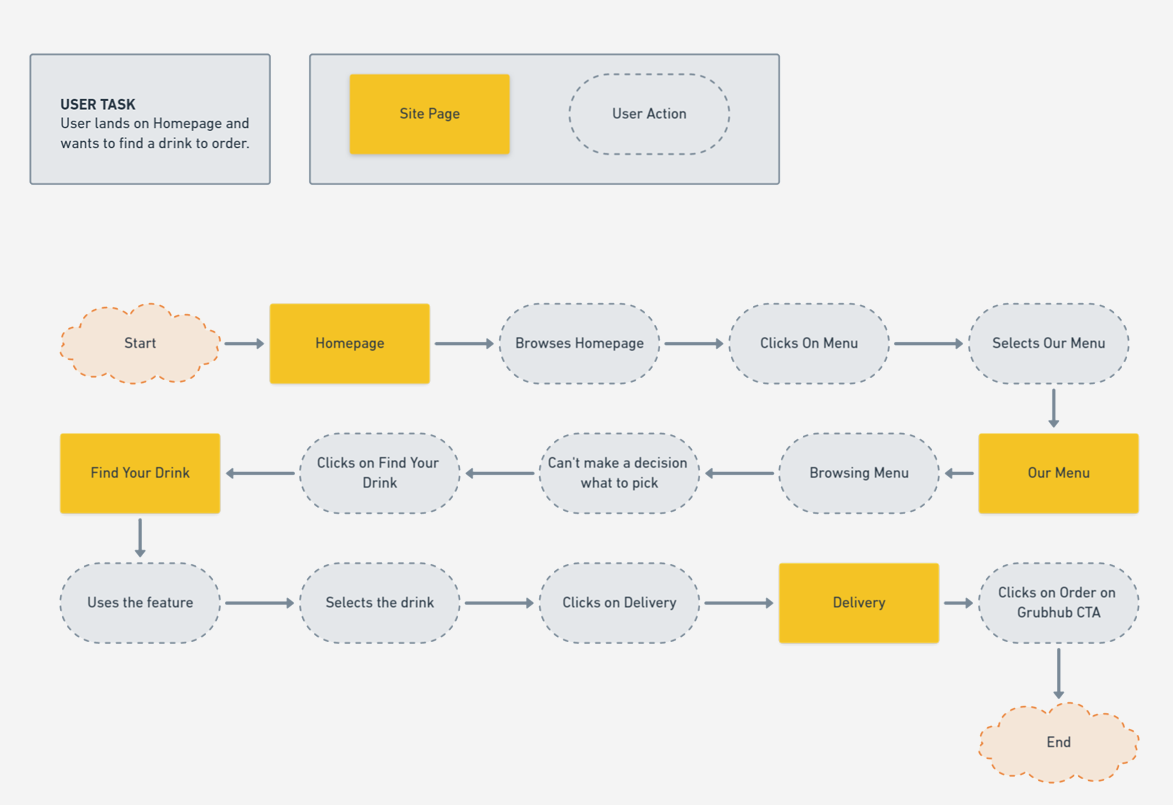 USER TASK
User lands on Homepage and
wants to find a drink to order.
Site Page
User Action
Start
Homepage
Browses Homepage
Clicks On Menu
Selects Our Menu
Find Your Drink
Clicks on Find Your
Drink
Can't make a decision
what to pick
Browsing Menu
Our Menu
Uses the feature
Selects the drink
Clicks on Delivery
Delivery
Clicks on Order on
Grubhub CTA
End